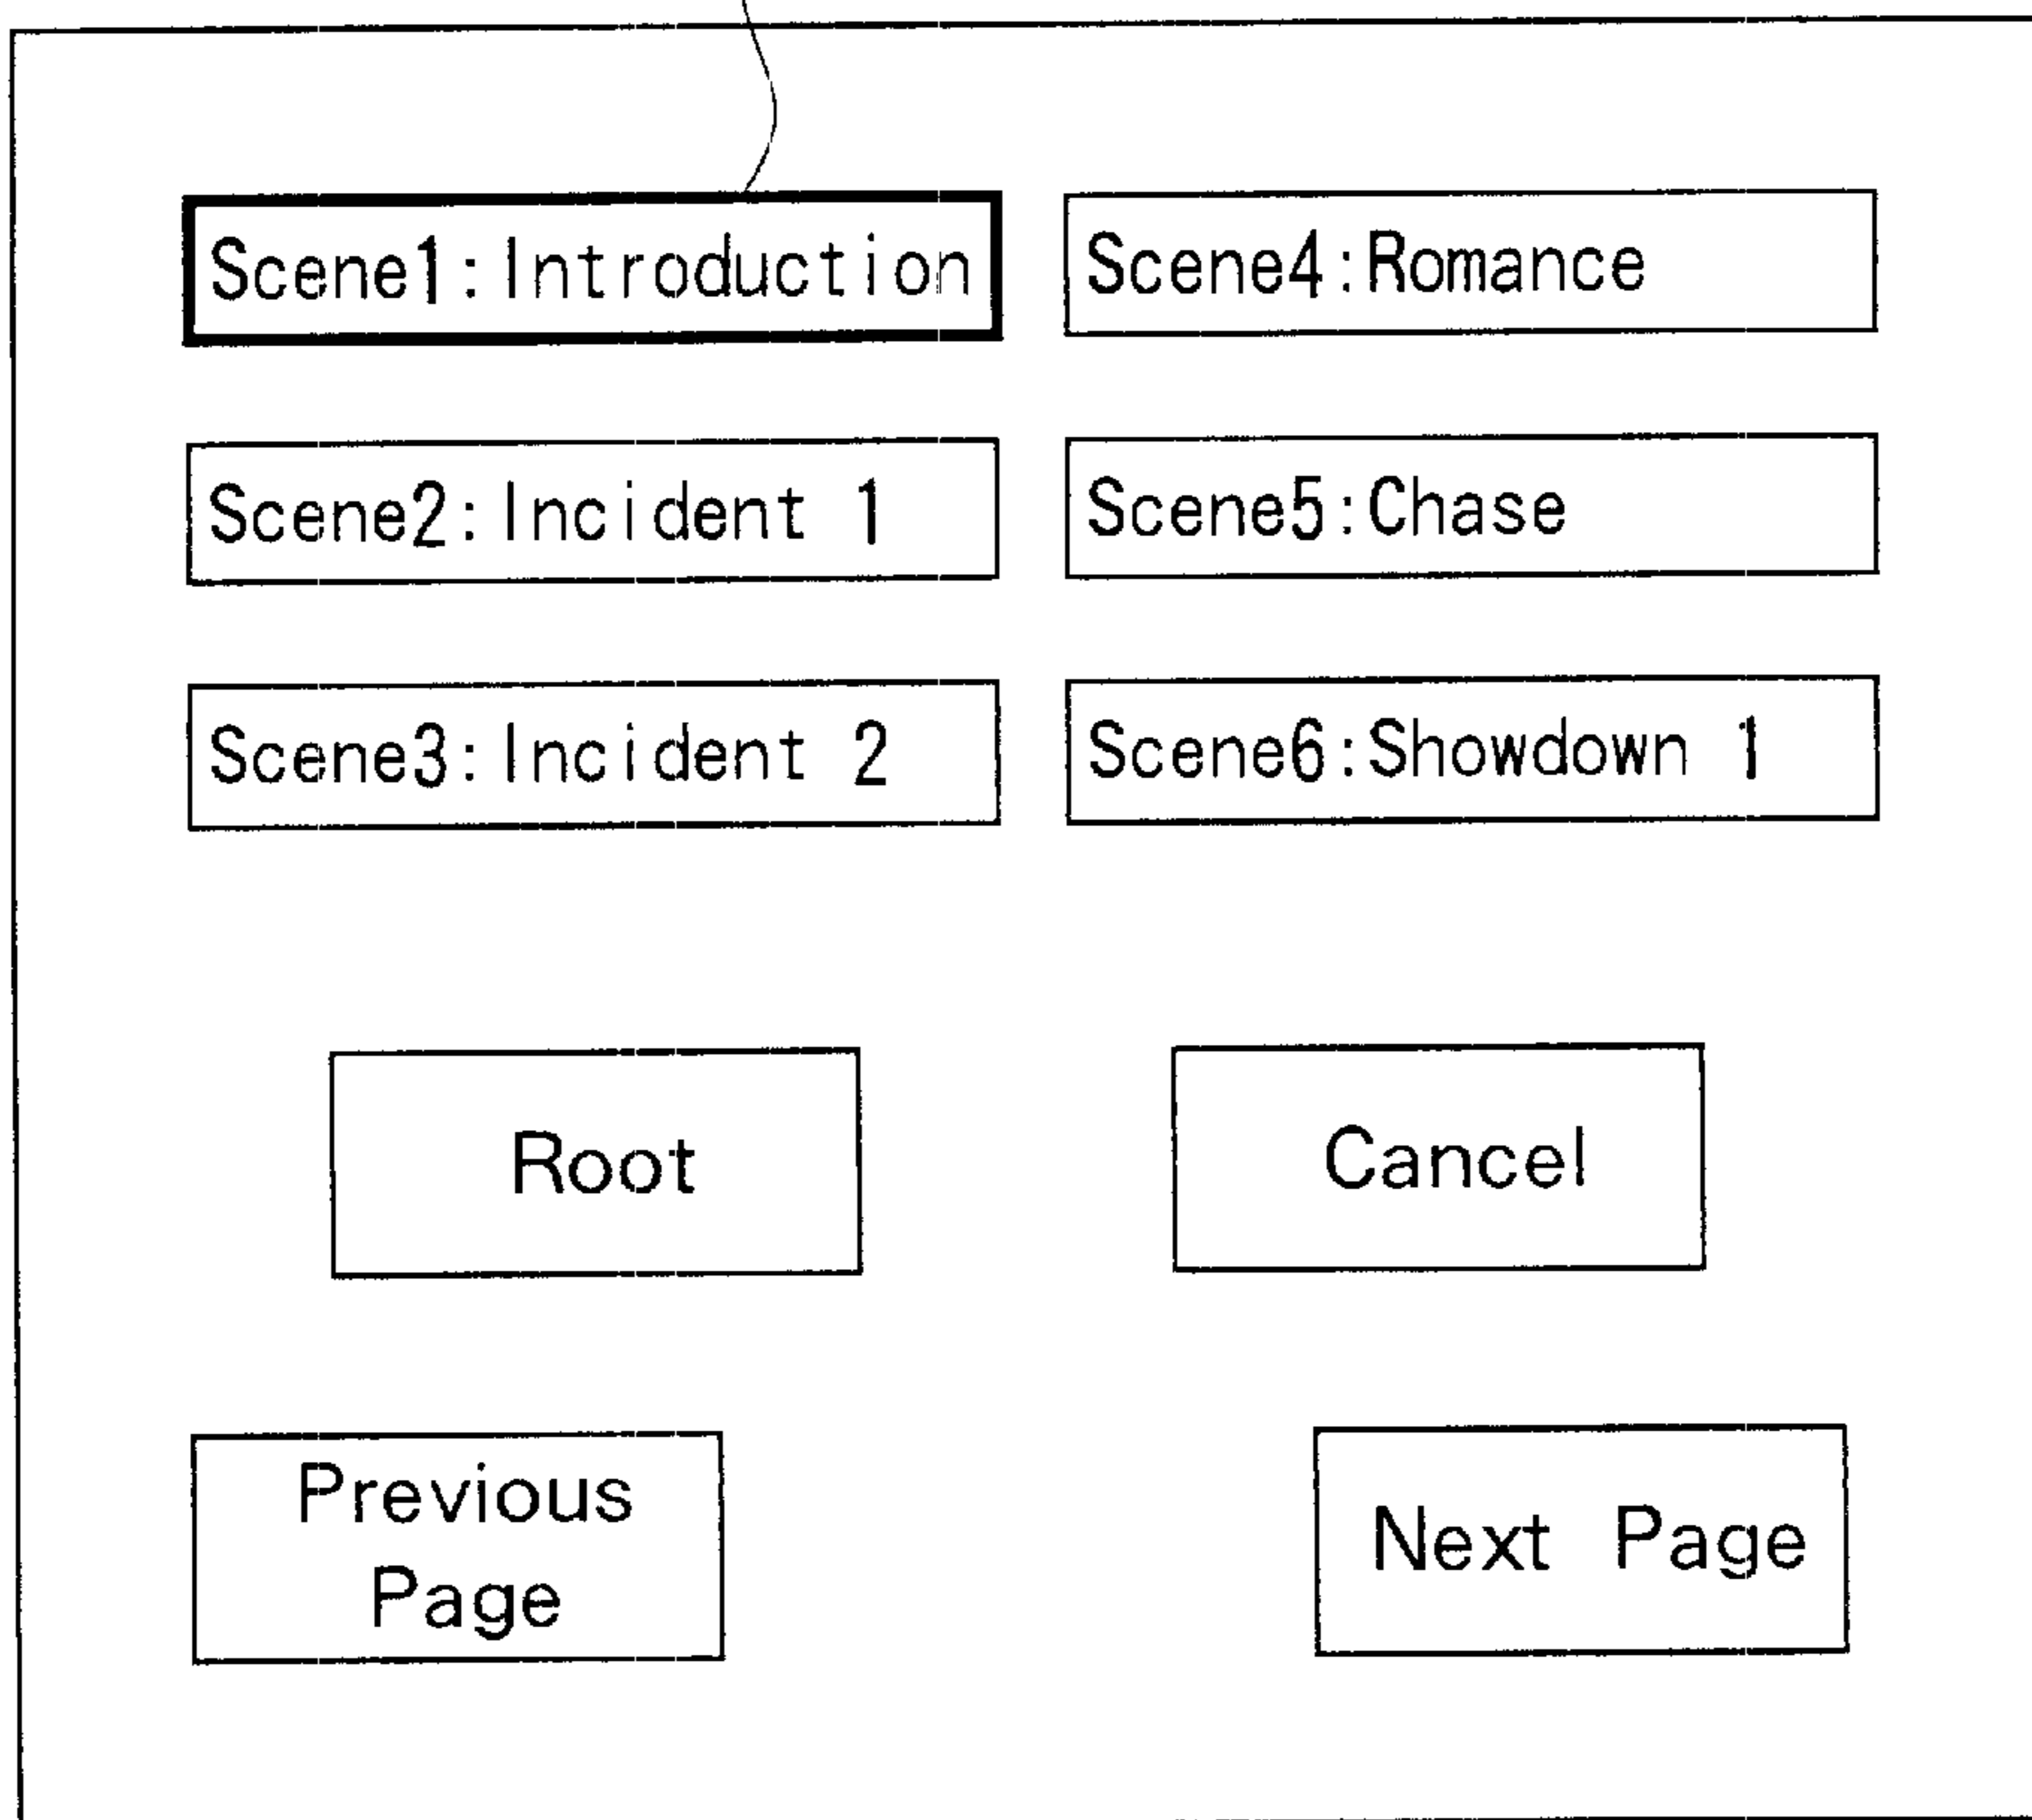 Scene1:Introduction
Scene4:Romance
Scene2:Incident 1
Scene5:Chase
Scene3:Incident 2
Scene6:Showdown 1
Root
Cancel
Previous
Page
Next Page